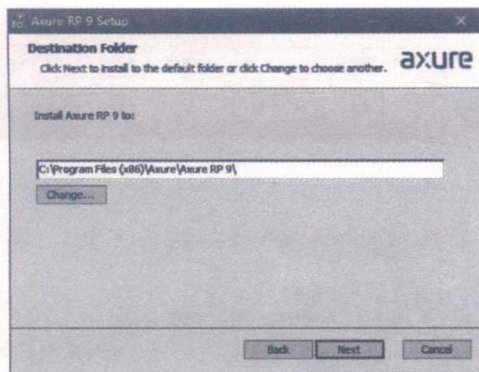 Axure RP 9 Setup
Destination Folder
Click Next to install to the default folder or click Change to choose another.
axure
Install Axure RP 9 to:
C:\Program Files (x86)\Axure\Axure RP 9\
Change...
Back Next Cancel